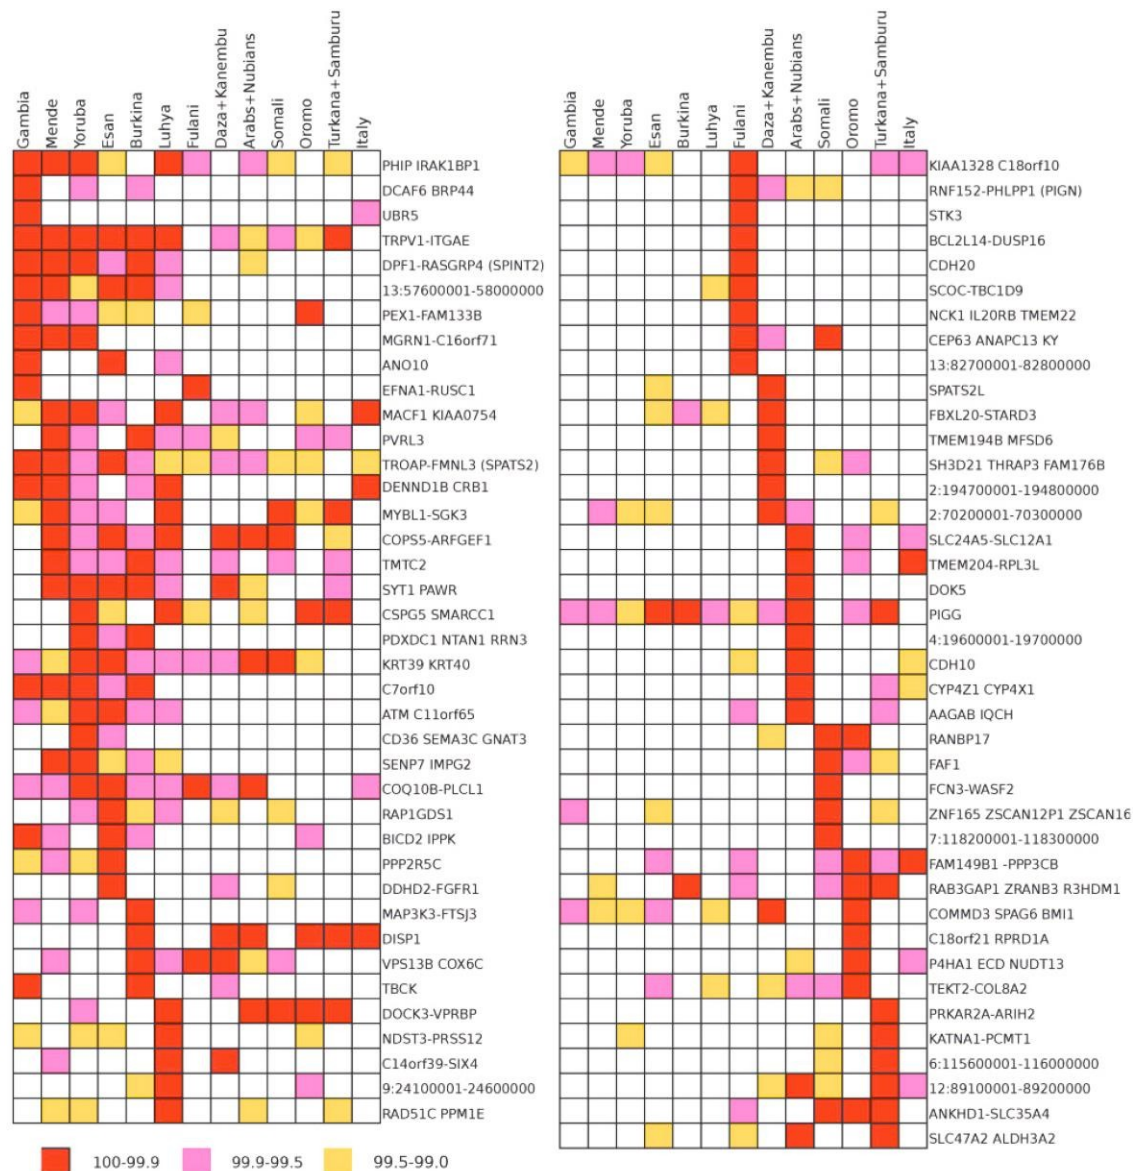 Gambia
Mende
Yoruba
Esan
Burkina
Luhya
Fulani
Daza+Kanembu
Arabs+Nubians
Somali
Oromo
Turkana+Samburu
Italy
PHIP IRAK1BP1
DCAF6 BRP44
UBR5
TRPV1-ITGAE
DPF1-RASGRP4 (SPINT2)
13:57600001-58000000
PEX1-FAM133B
MGRN1-C16orf71
ANO10
EFNA1-RUSC1
MACF1 KIAA0754
PVRL3
TROAP-FMNL3 (SPATS2)
DENND1B CRB1
MYBL1-SGK3
COPS5-ARFGEF1
TMTC2
SYT1 PAWR
CSPG5 SMARCC1
PDXDC1 NTAN1 RRN3
KRT39 KRT40
C7orf10
ATM C11orf65
CD36 SEMA3C GNAT3
SENP7 IMPG2
COQ10B-PLCL1
RAP1GDS1
BICD2 IPPK
PPP2R5C
DDHD2-FGFR1
MAP3K3-FTSJ3
DISP1
VPS13B COX6C
TBCK
DOCK3-VPRBP
NDST3-PRSS12
C14orf39-SIX4
9:24100001-24600000
RAD51C PPM1E
100-99.9
99.9-99.5
99.5-99.0
Gambia
Mende
Yoruba
Esan
Burkina
Luhya
Fulani
Daza+Kanembu
Arabs+Nubians
Somali
Oromo
Turkana+Samburu
Italy
KIAA1328 C18orf10
RNF152-PHLPP1 (PIGN)
STK3
BCL2L14-DUSP16
CDH20
SCOC-TBC1D9
NCK1 IL20RB TMEM22
CEP63 ANAPC13 KY
13:82700001-82800000
SPATS2L
FBXL20-STARD3
TMEM194B MFSD6
SH3D21 THRAP3 FAM176B
2:194700001-194800000
2:70200001-70300000
SLC24A5-SLC12A1
TMEM204-RPL3L
DOK5
PIGG
4:19600001-19700000
CDH10
CYP4Z1 CYP4X1
AAGAB IQCH
RANBP17
FAF1
FCN3-WASF2
ZNF165 ZSCAN12P1 ZSCAN16
7:118200001-118300000
FAM149B1 -PPP3CB
RAB3GAP1 ZRANB3 R3HDM1
COMMD3 SPAG6 BMI1
C18orf21 RPRD1A
P4HA1 ECD NUDT13
TEKT2-COL8A2
PRKAR2A-ARIH2
KATNA1-PCMT1
6:115600001-116000000
12:89100001-89200000
ANKHD1-SLC35A4
SLC47A2 ALDH3A2